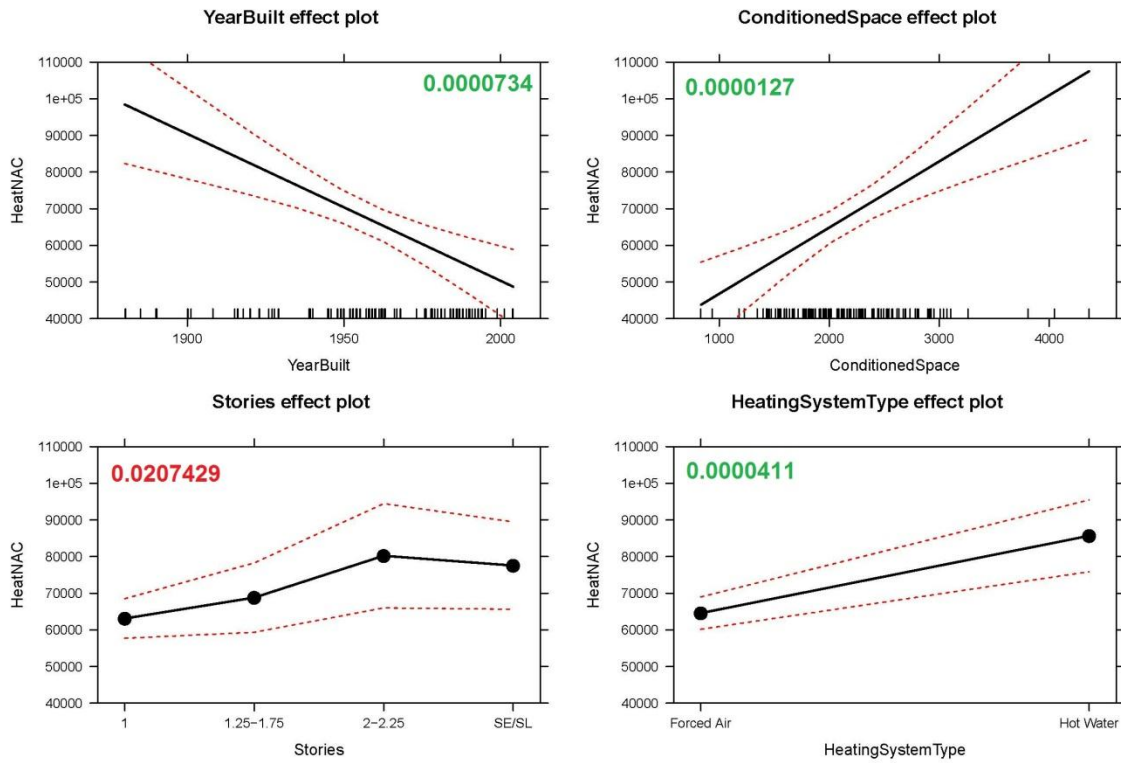 YearBuilt effect plot
110000
1e+05
90000
80000
70000
60000
50000
40000
HeatNAC
0.0000734
1900
1950
2000
YearBuilt
ConditionedSpace effect plot
110000
1e+05
90000
80000
70000
60000
50000
40000
HeatNAC
0.0000127
1000
2000
3000
4000
ConditionedSpace
Stories effect plot
110000
1e+05
90000
80000
70000
60000
50000
40000
HeatNAC
0.0207429
1
1.25−1.75
2−2.25
SE/SL
Stories
HeatingSystemType effect plot
110000
1e+05
90000
80000
70000
60000
50000
40000
HeatNAC
0.0000411
Forced Air
Hot Water
HeatingSystemType